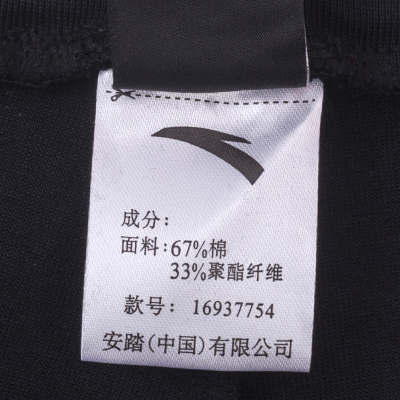 成分:
面料:67%棉
33%聚酯纤维
款号: 16937754
安踏(中国)有限公司